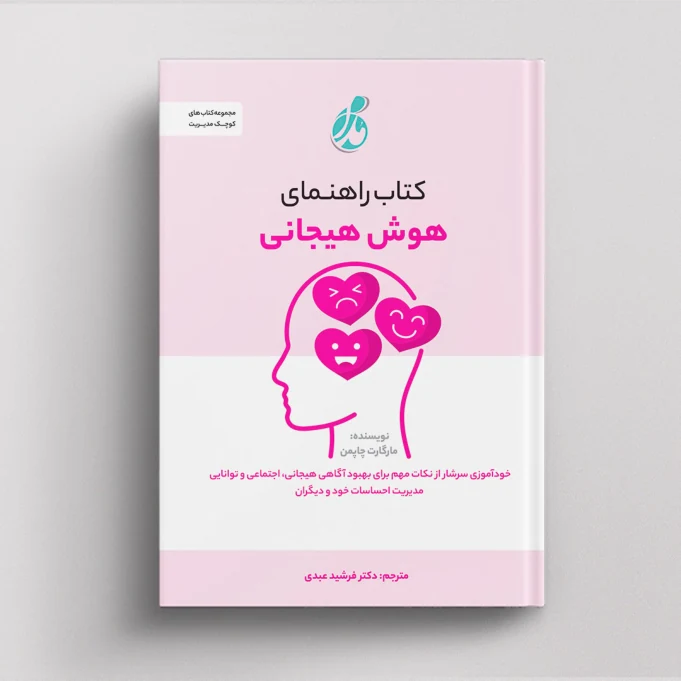 مجموعه کتاب‌های
کوچک مدیریت
کتاب راهنمای
هوش هیجانی
نویسنده:
مارگارت چاپمن
خودآموزی سرشار از نکات مهم برای بهبود آگاهی هیجانی، اجتماعی و توانایی
مدیریت احساسات خود و دیگران
مترجم: دکتر فرشید عبدی